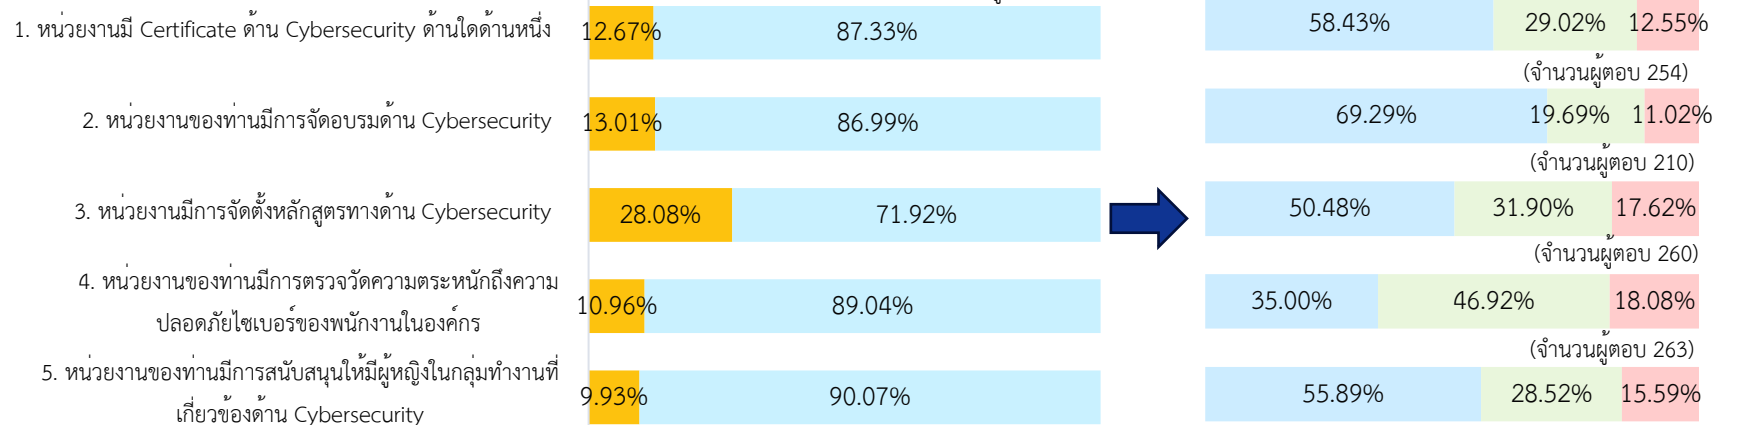 1. หน่วยงานมี Certificate ด้าน Cybersecurity ด้านใดด้านหนึ่ง 12.67% 87.33% 58.43% 29.02% 12.55%
(จำนวนผู้ตอบ 254)
2. หน่วยงานของท่านมีการจัดอบรมด้าน Cybersecurity 13.01% 86.99% 69.29% 19.69% 11.02%
(จำนวนผู้ตอบ 210)
3. หน่วยงานมีการจัดตั้งหลักสูตรทางด้าน Cybersecurity 28.08% 71.92% 50.48% 31.90% 17.62%
(จำนวนผู้ตอบ 260)
4. หน่วยงานของท่านมีการตรวจวัดความตระหนักถึงความ
ปลอดภัยไซเบอร์ของพนักงานในองค์กร 10.96% 89.04% 35.00% 46.92% 18.08%
(จำนวนผู้ตอบ 263)
5. หน่วยงานของท่านมีการสนับสนุนให้มีผู้หญิงในกลุ่มทำงานที่
เกี่ยวข้องด้าน Cybersecurity 9.93% 90.07% 55.89% 28.52% 15.59%